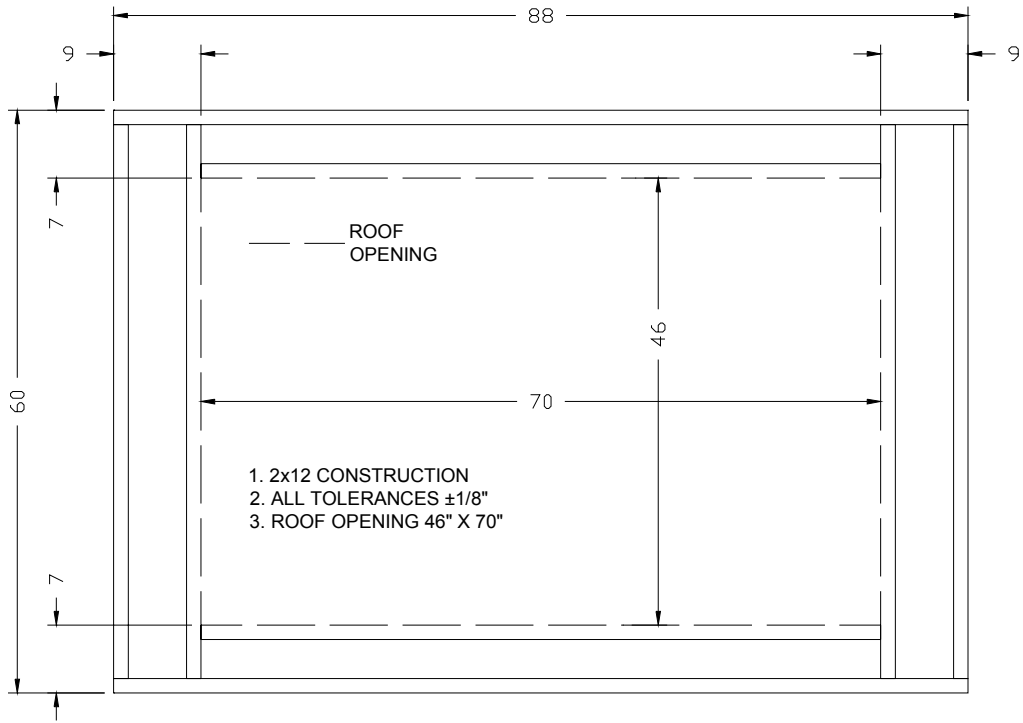 88
9
9
7
ROOF
OPENING
46
60
70
1. 2x12 CONSTRUCTION
2. ALL TOLERANCES ±1/8"
3. ROOF OPENING 46" X 70"
7